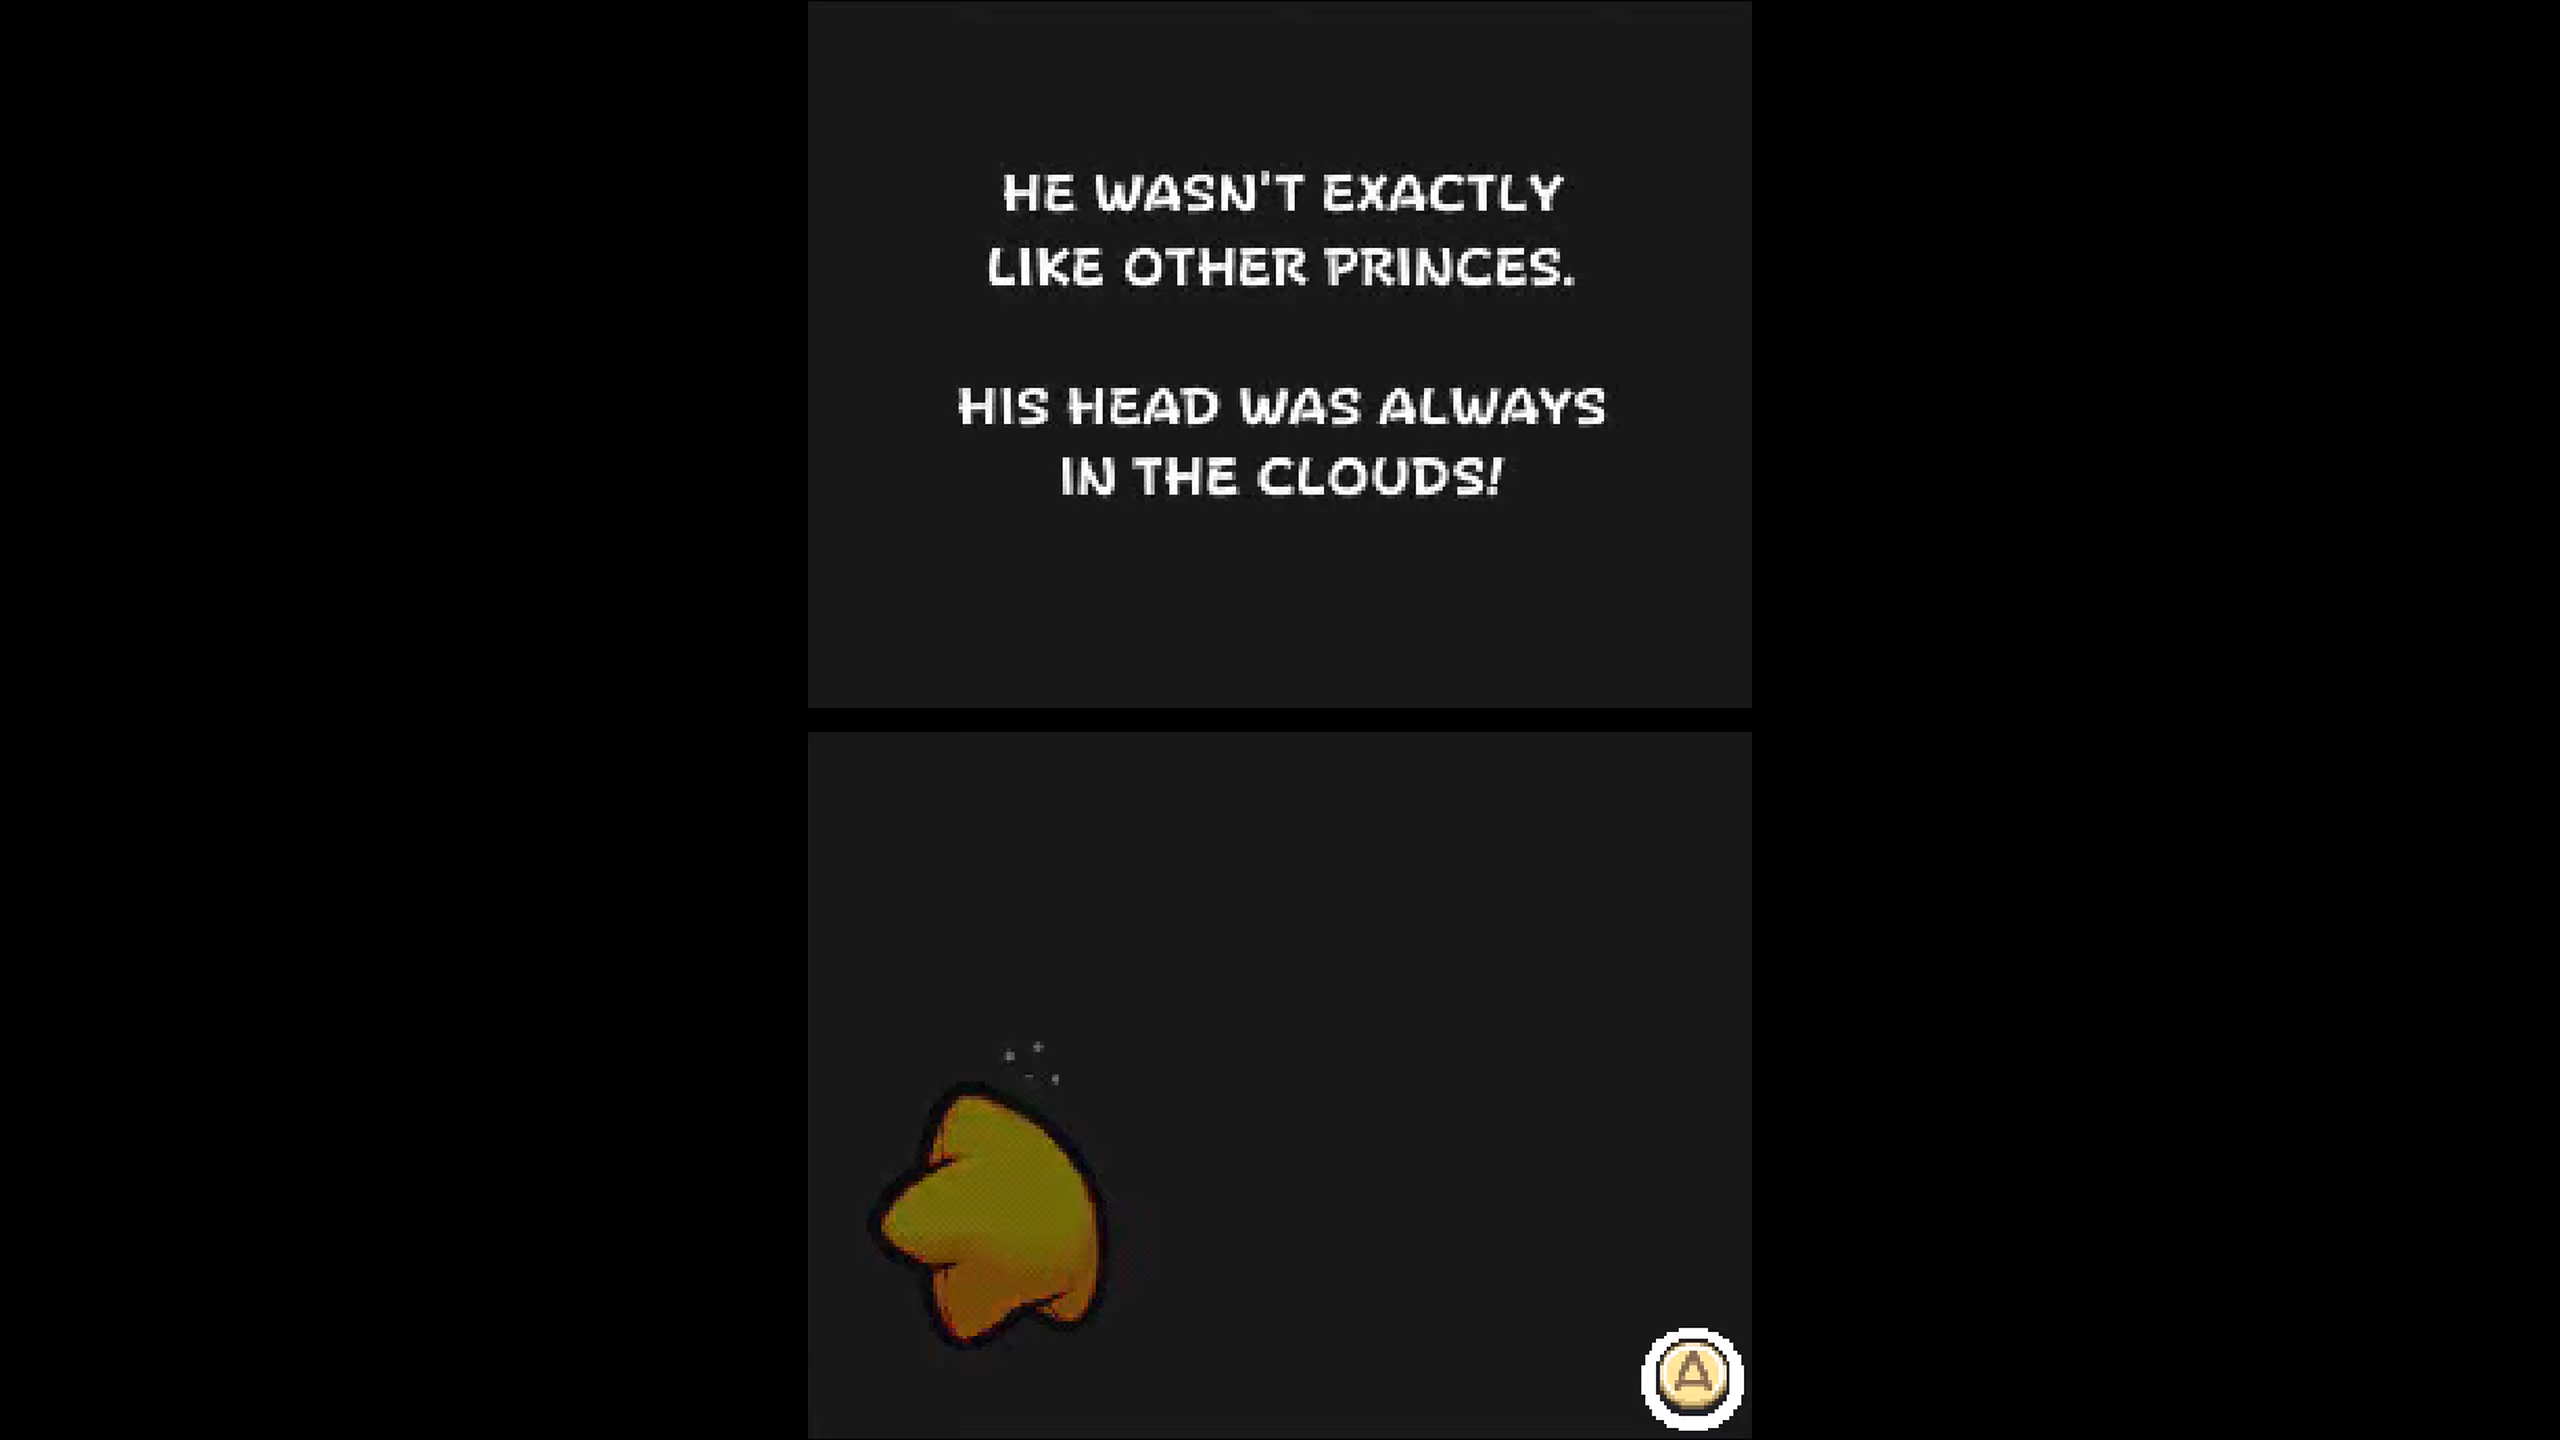 HE WASN'T EXACTLY
LIKE OTHER PRINCES.
HIS HEAD WAS ALWAYS
IN THE CLOUDS!
A